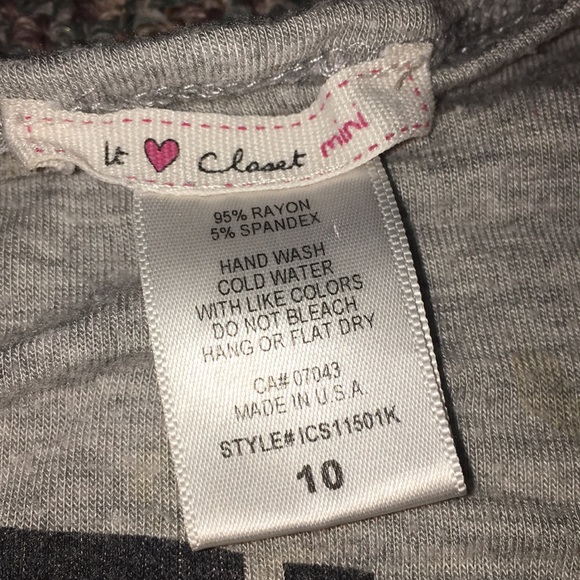 It ♥ Closet mini
95% RAYON
5% SPANDEX
HAND WASH
COLD WATER
WITH LIKE COLORS
DO NOT BLEACH
HANG OR FLAT DRY
CA# 07043
MADE IN U.S.A.
STYLE# ICS11501K
10